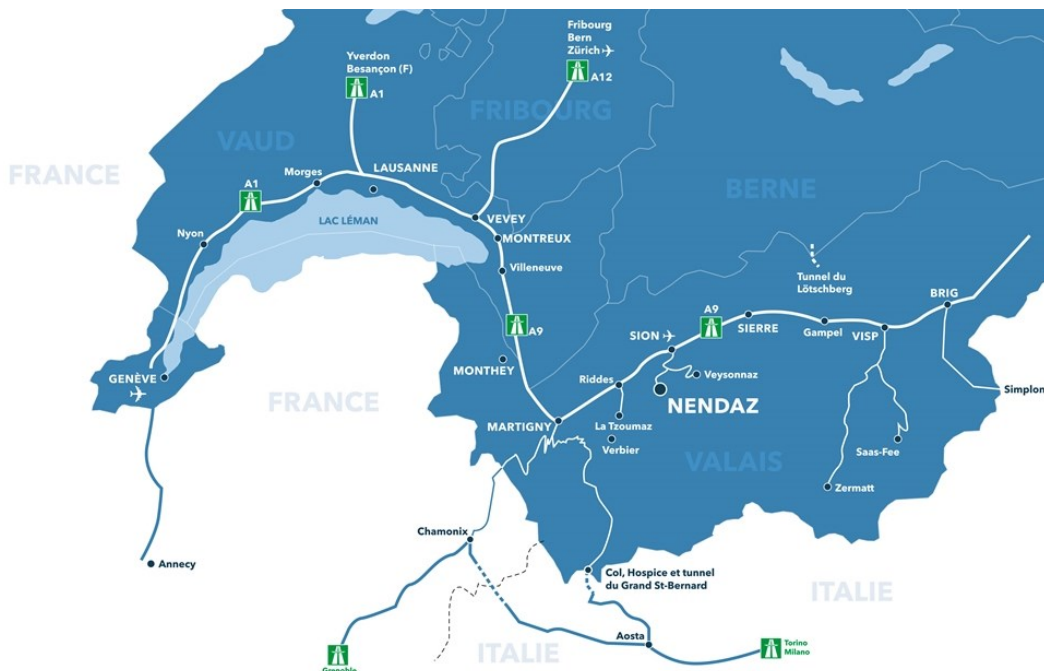 Fribourg
Bern
Zürich
A12
Yverdon
Besançon (F)
A1
FRIBOURG
VAUD
FRANCE
LAUSANNE
Morges
A1
BERNE
LAC LÉMAN
VEVEY
Nyon
MONTREUX
Villeneuve
Tunnel du
Lötschberg
BRIG
A9
A9
SION
SIERRE
Gampel
VISP
MONTHEY
GENÈVE
Riddes
Veysonnaz
Simplon
FRANCE
NENDAZ
MARTIGNY
La Tzoumaz
Verbier
VALAIS
Saas-Fee
Zermatt
Chamonix
Annecy
Col, Hospice et tunnel
du Grand St-Bernard
ITALIE
Aosta
Torino
Milano
ITALIE
Grenoble